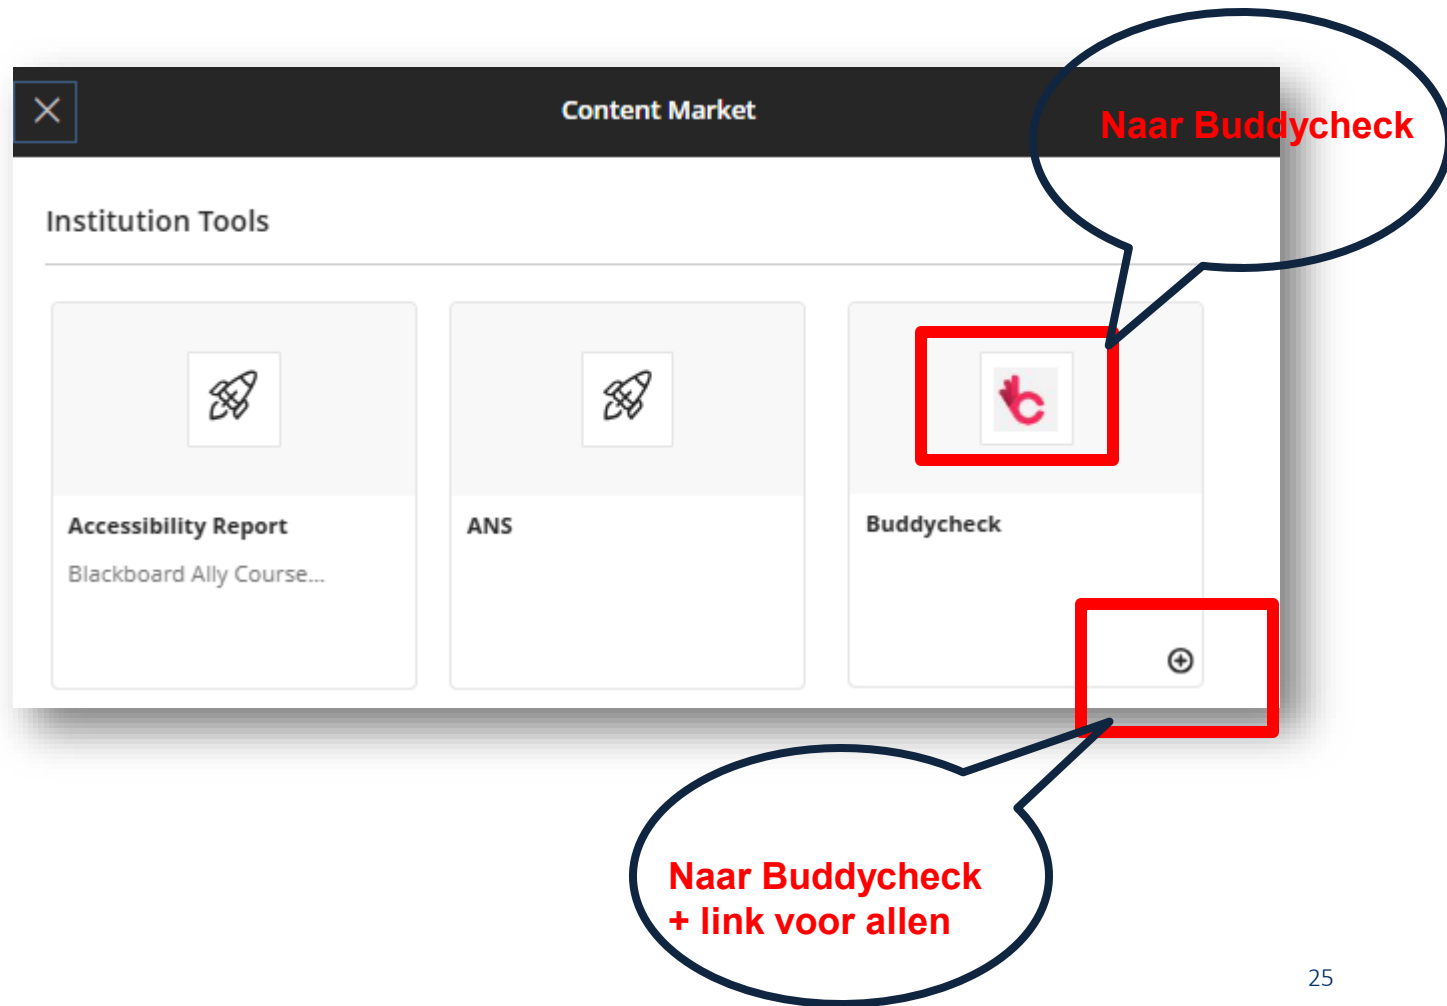 Content Market
Naar Buddycheck
Institution Tools
Accessibility Report
Blackboard Ally Course...
ANS
Buddycheck
Naar Buddycheck
+ link voor allen
25